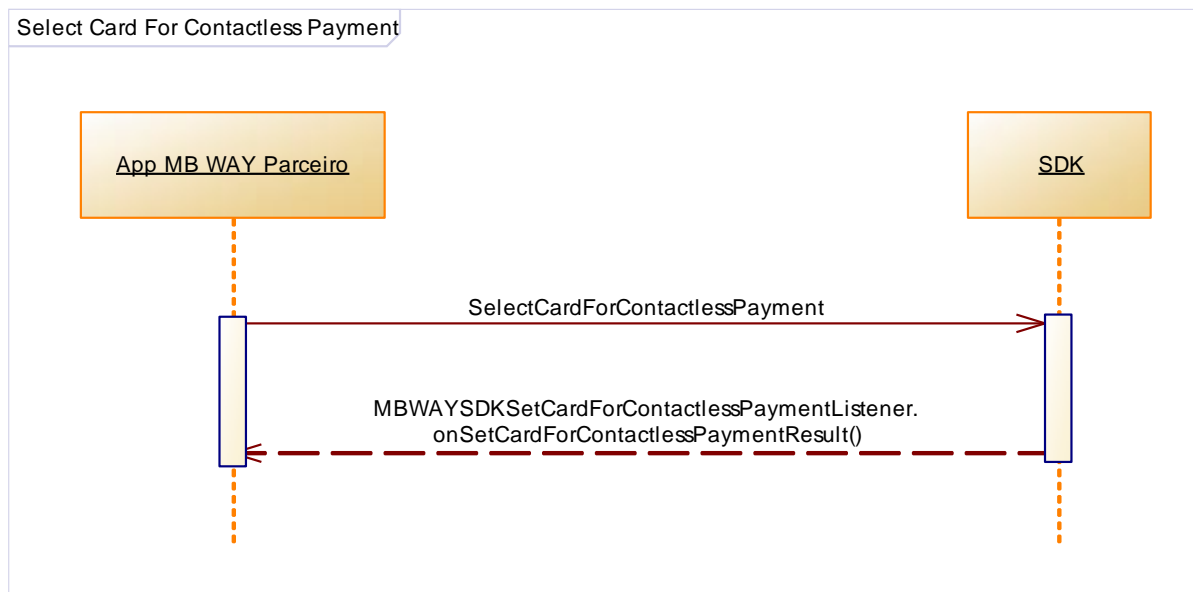 Select Card For Contactless Payment
App MB WAY Parceiro
SDK
SelectCardForContactlessPayment
MBWAYSDKSetCardForContactlessPaymentListener.
onSetCardForContactlessPaymentResult()